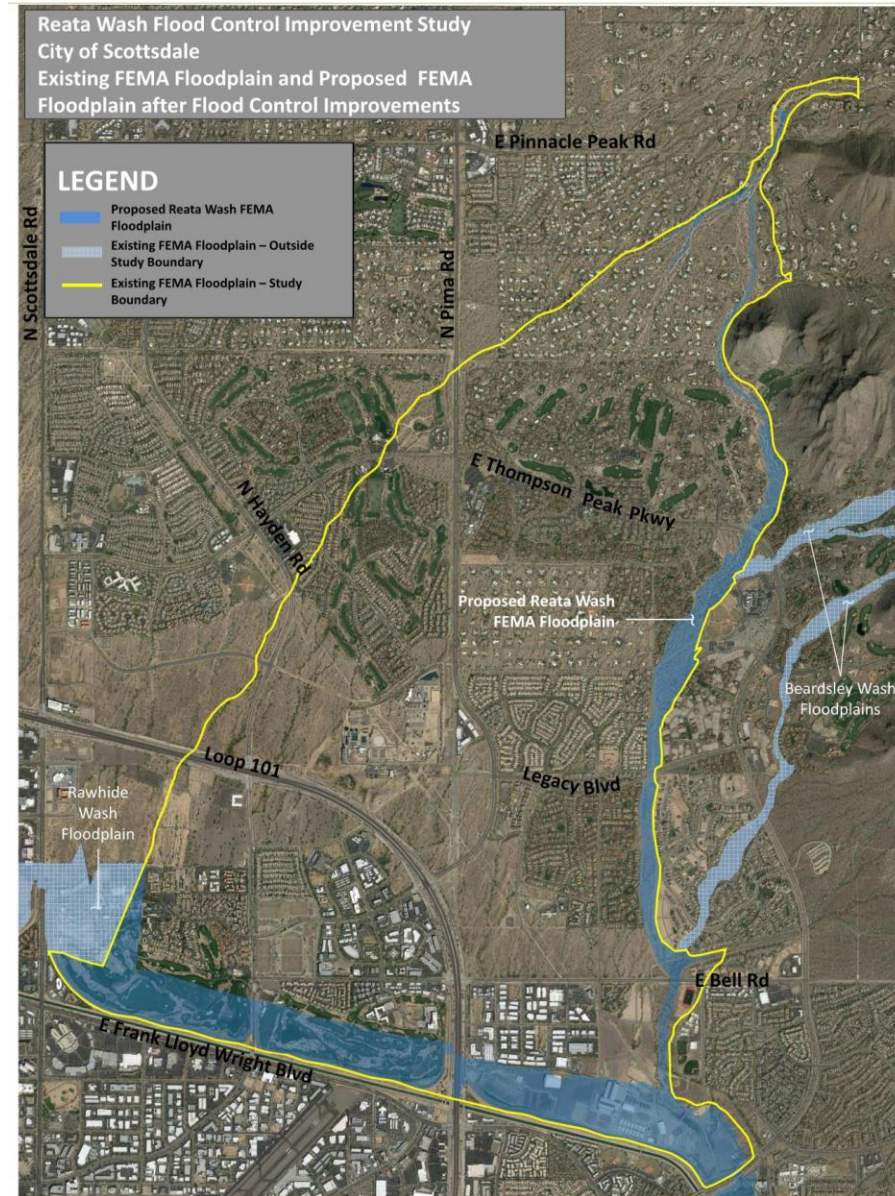 Reata Wash Flood Control Improvement Study
City of Scottsdale
Existing FEMA Floodplain and Proposed FEMA
Floodplain after Flood Control Improvements
E Pinnacle Peak Rd
LEGEND
Proposed Reata Wash FEMA
Floodplain
Existing FEMA Floodplain – Outside
Study Boundary
Existing FEMA Floodplain – Study
Boundary
N Scottsdale Rd
N Pima Rd
E Thompson Peak Pkwy
N Hayden Rd
Proposed Reata Wash
FEMA Floodplain
Beardsley Wash
Floodplains
Loop 101
Legacy Blvd
Rawhide
Wash
Floodplain
E Bell Rd
E Frank Lloyd Wright Blvd